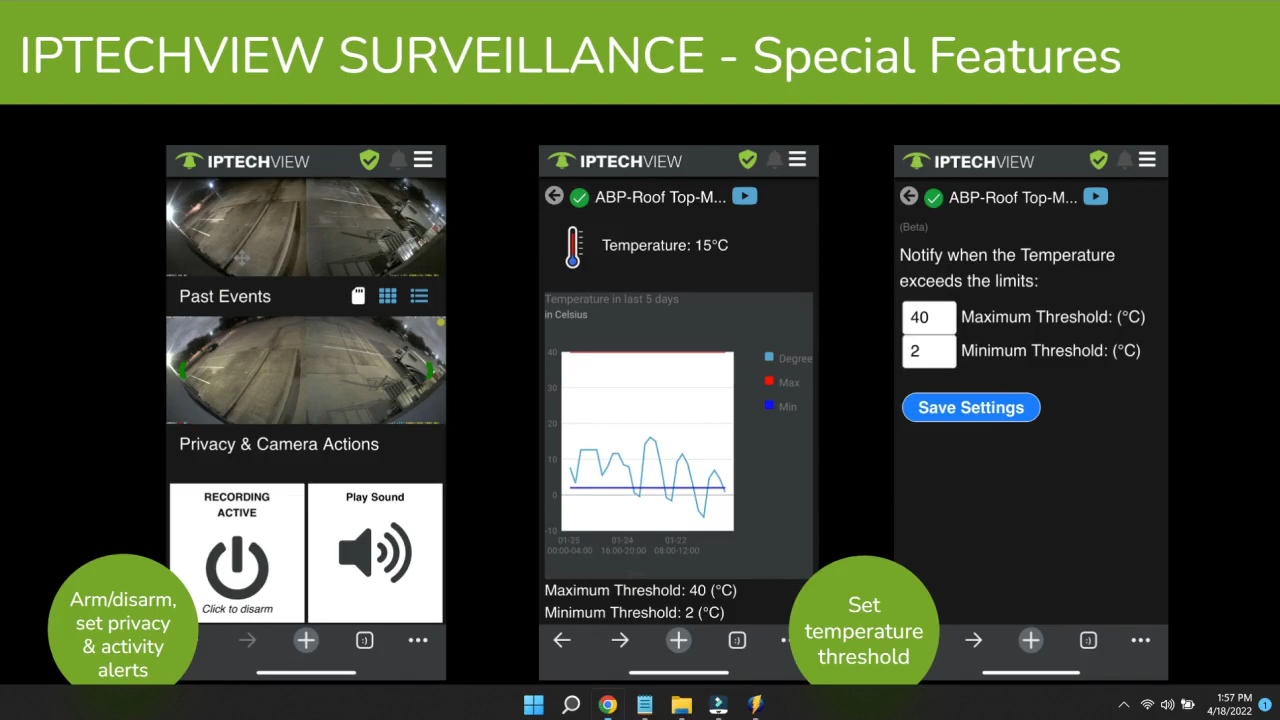 IPTECHVIEW SURVEILLANCE - Special Features
IPTECHVIEW
Past Events
Privacy & Camera Actions
RECORDING
ACTIVE
Click to disarm
Play Sound
Arm/disarm,
set privacy
& activity
alerts
IPTECHVIEW
ABP-Roof Top-M...
Temperature: 15°C
Temperature in last 5 days
in Celsius
40
30
20
10
0
-10
01-25
00:00-04:00
01-24
16:00-20:00
01-22
08:00-12:00
Degree
Max
Min
Maximum Threshold: 40 (°C)
Minimum Threshold: 2 (°C)
IPTECHVIEW
ABP-Roof Top-M...
(Beta)
Notify when the Temperature
exceeds the limits:
40 Maximum Threshold: (°C)
2 Minimum Threshold: (°C)
Save Settings
Set
temperature
threshold
1:57 PM
4/18/2022
1